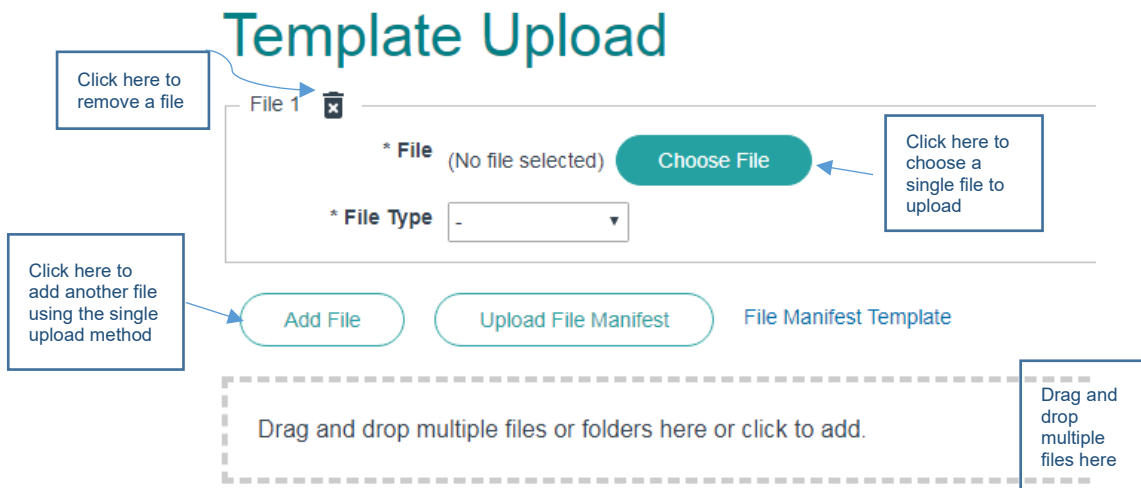 Template Upload
Click here to
remove a file
File 1
* File
(No file selected)
Choose File
Click here to
choose a
single file to
upload
* File Type
-
Click here to
add another file
using the single
upload method
Add File
Upload File Manifest
File Manifest Template
Drag and drop multiple files or folders here or click to add.
Drag and
drop
multiple
files here